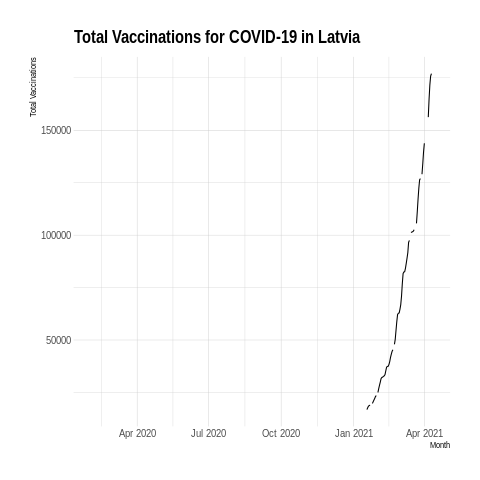 Total Vaccinations for COVID-19 in Latvia
Total Vaccinations
150000
100000
50000
Apr 2020 Jul 2020 Oct 2020 Jan 2021 Apr 2021
Month